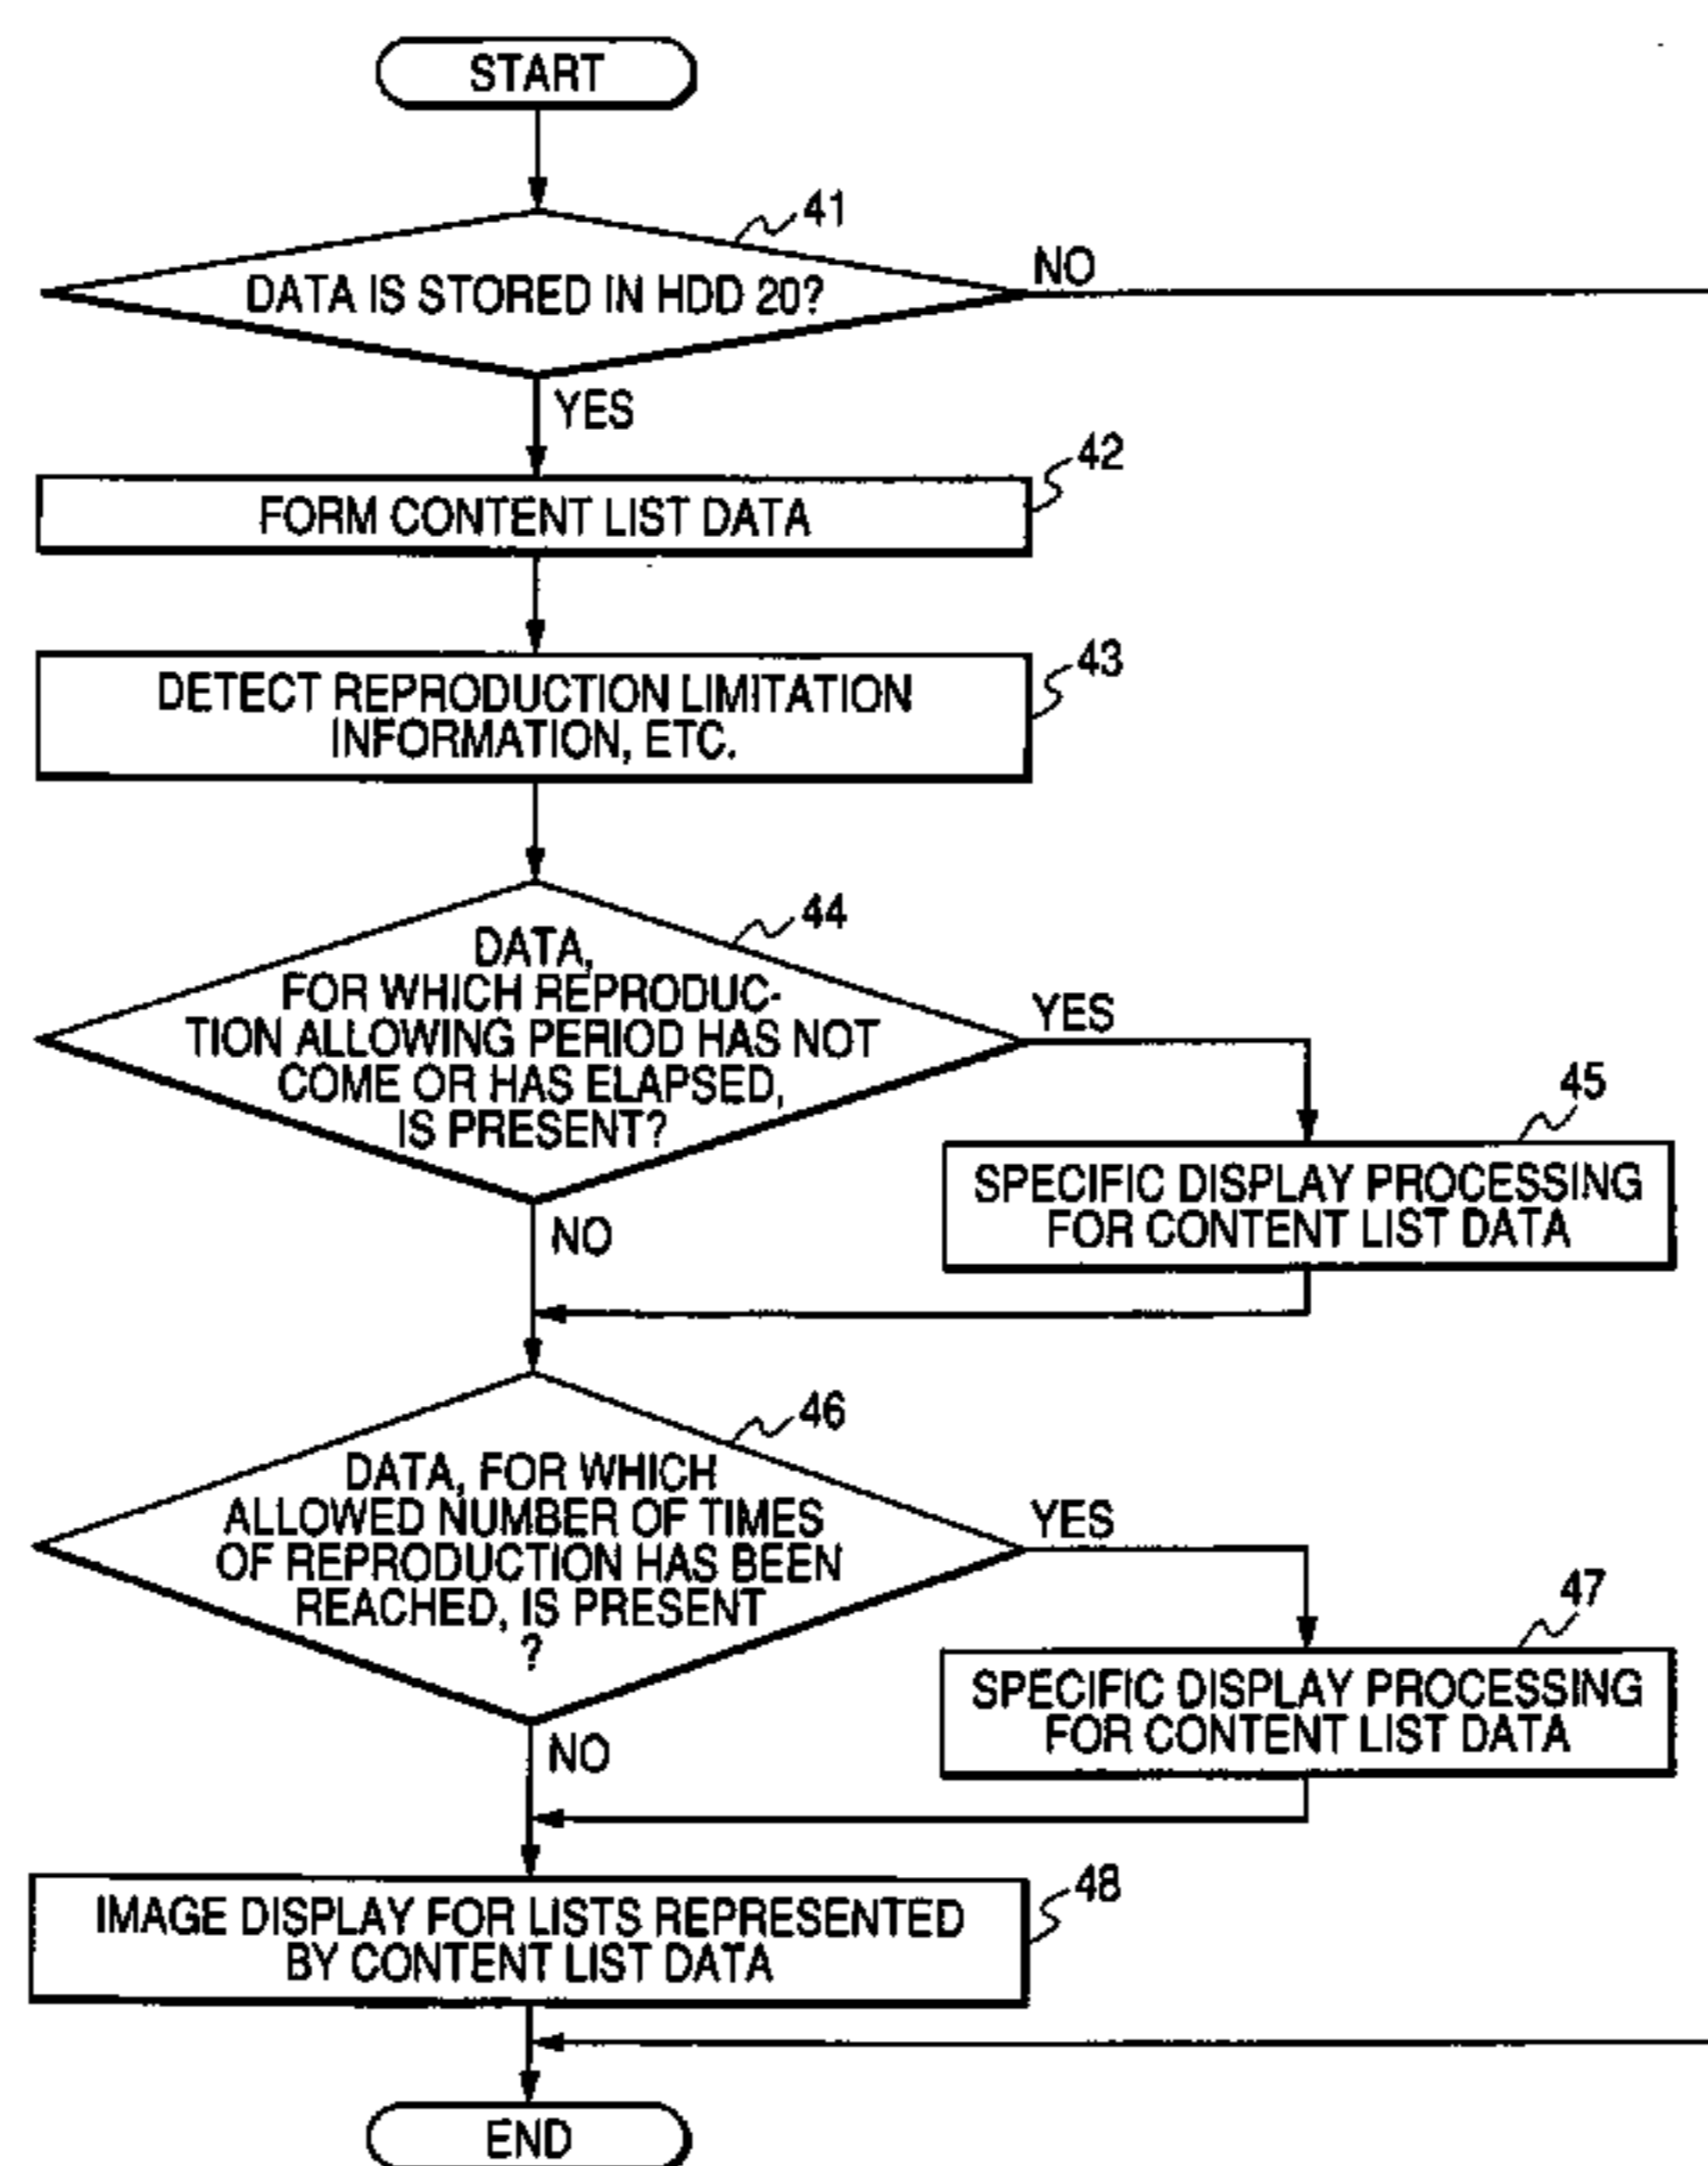 START
41
DATA IS STORED IN HDD 20?
NO
YES
42
FORM CONTENT LIST DATA
43
DETECT REPRODUCTION LIMITATION
INFORMATION, ETC.
44
DATA,
FOR WHICH REPRODUC-
TION ALLOWING PERIOD HAS NOT
COME OR HAS ELAPSED,
IS PRESENT?
YES
45
SPECIFIC DISPLAY PROCESSING
FOR CONTENT LIST DATA
NO
46
DATA, FOR WHICH
ALLOWED NUMBER OF TIMES
OF REPRODUCTION HAS BEEN
REACHED, IS PRESENT
?
YES
47
SPECIFIC DISPLAY PROCESSING
FOR CONTENT LIST DATA
NO
48
IMAGE DISPLAY FOR LISTS REPRESENTED
BY CONTENT LIST DATA
END